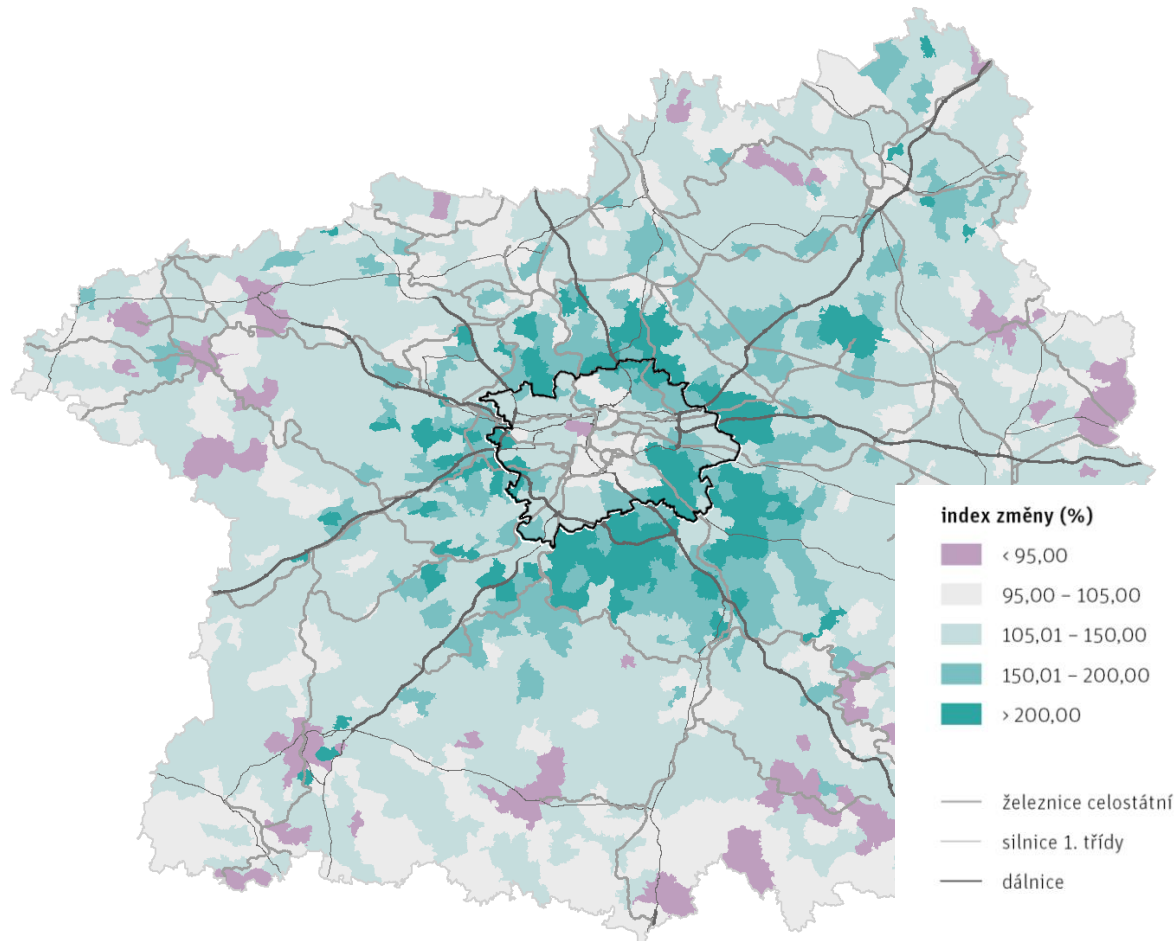 index změny (%)
< 95,00
95,00 – 105,00
105,01 – 150,00
150,01 – 200,00
> 200,00
železnice celostátní
silnice 1. třídy
dálnice